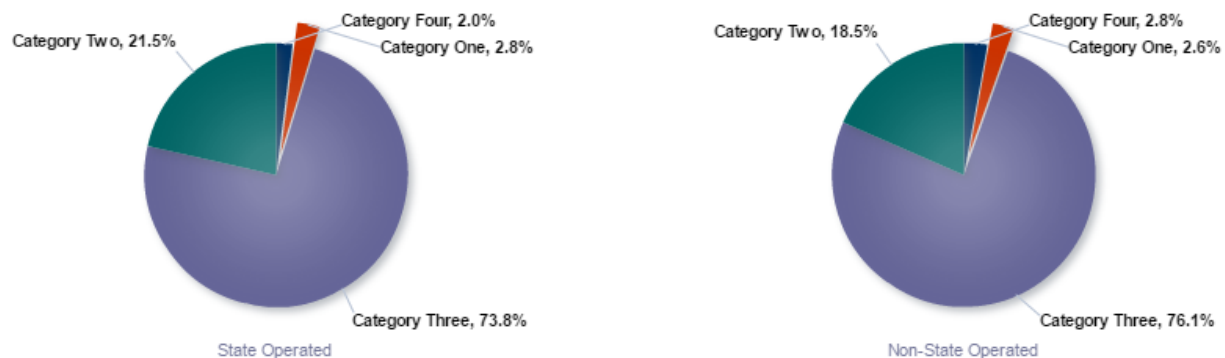 Category Four, 2.0%
Category Two, 21.5%
Category One, 2.8%
Category Three, 73.8%
State Operated
Category Four, 2.8%
Category Two, 18.5%
Category One, 2.6%
Category Three, 76.1%
Non-State Operated